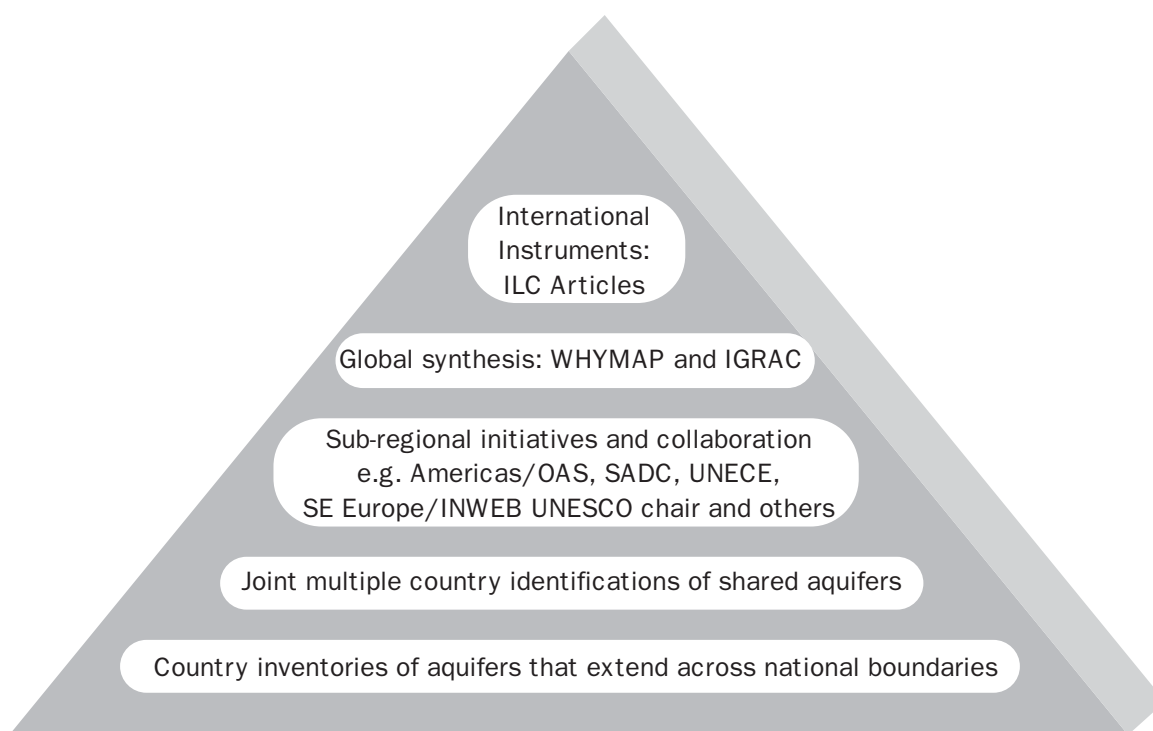 International
Instruments:
ILC Articles
Global synthesis: WHYMAP and IGRAC
Sub-regional initiatives and collaboration
e.g. Americas/OAS, SADC, UNECE,
SE Europe/INWEB UNESCO chair and others
Joint multiple country identifications of shared aquifers
Country inventories of aquifers that extend across national boundaries